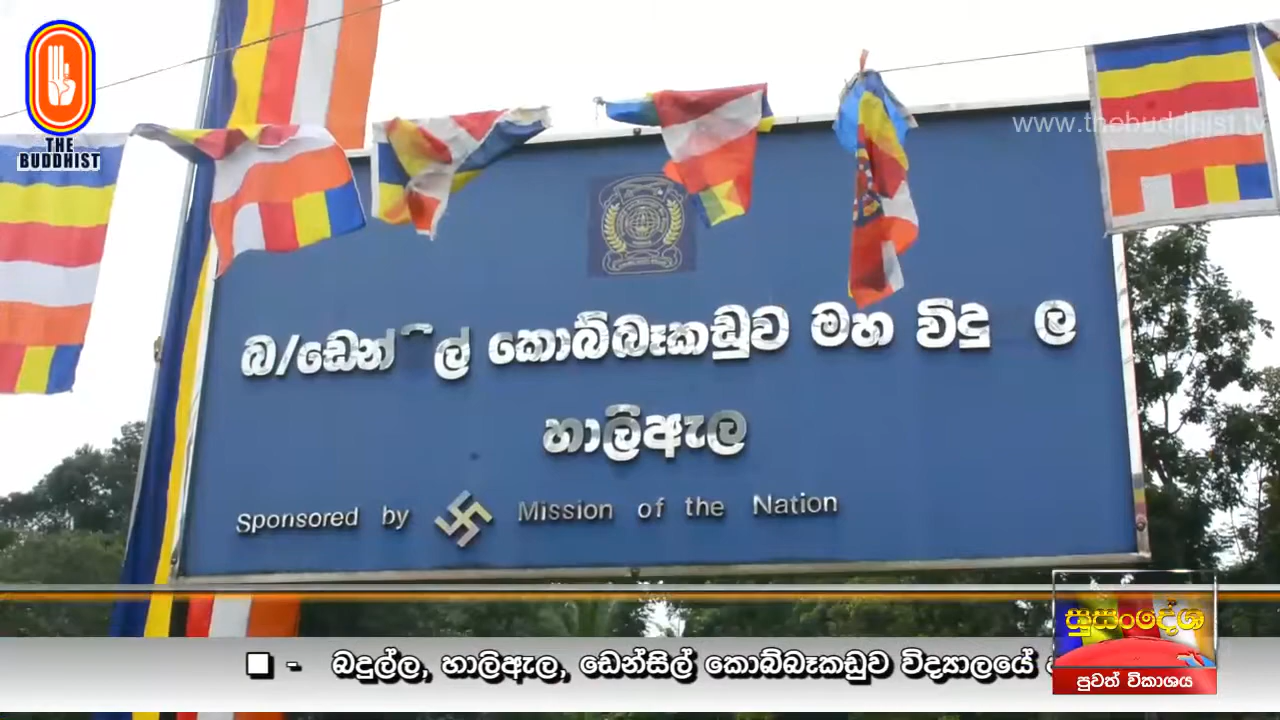 THE
BUDDHIST
www.thebuddhist.tv
බ/ඩෙන් ිල් කොබ්බෑකඩුව මහ විදු ල
හාලිඇල
Sponsored by Mission of the Nation
- බදුල්ල, හාලිඇල, ඩෙන්සිල් කොබ්බෑකඩුව විද්‍යාලයේ
සුසංදේශ
පුවත් විකාශය